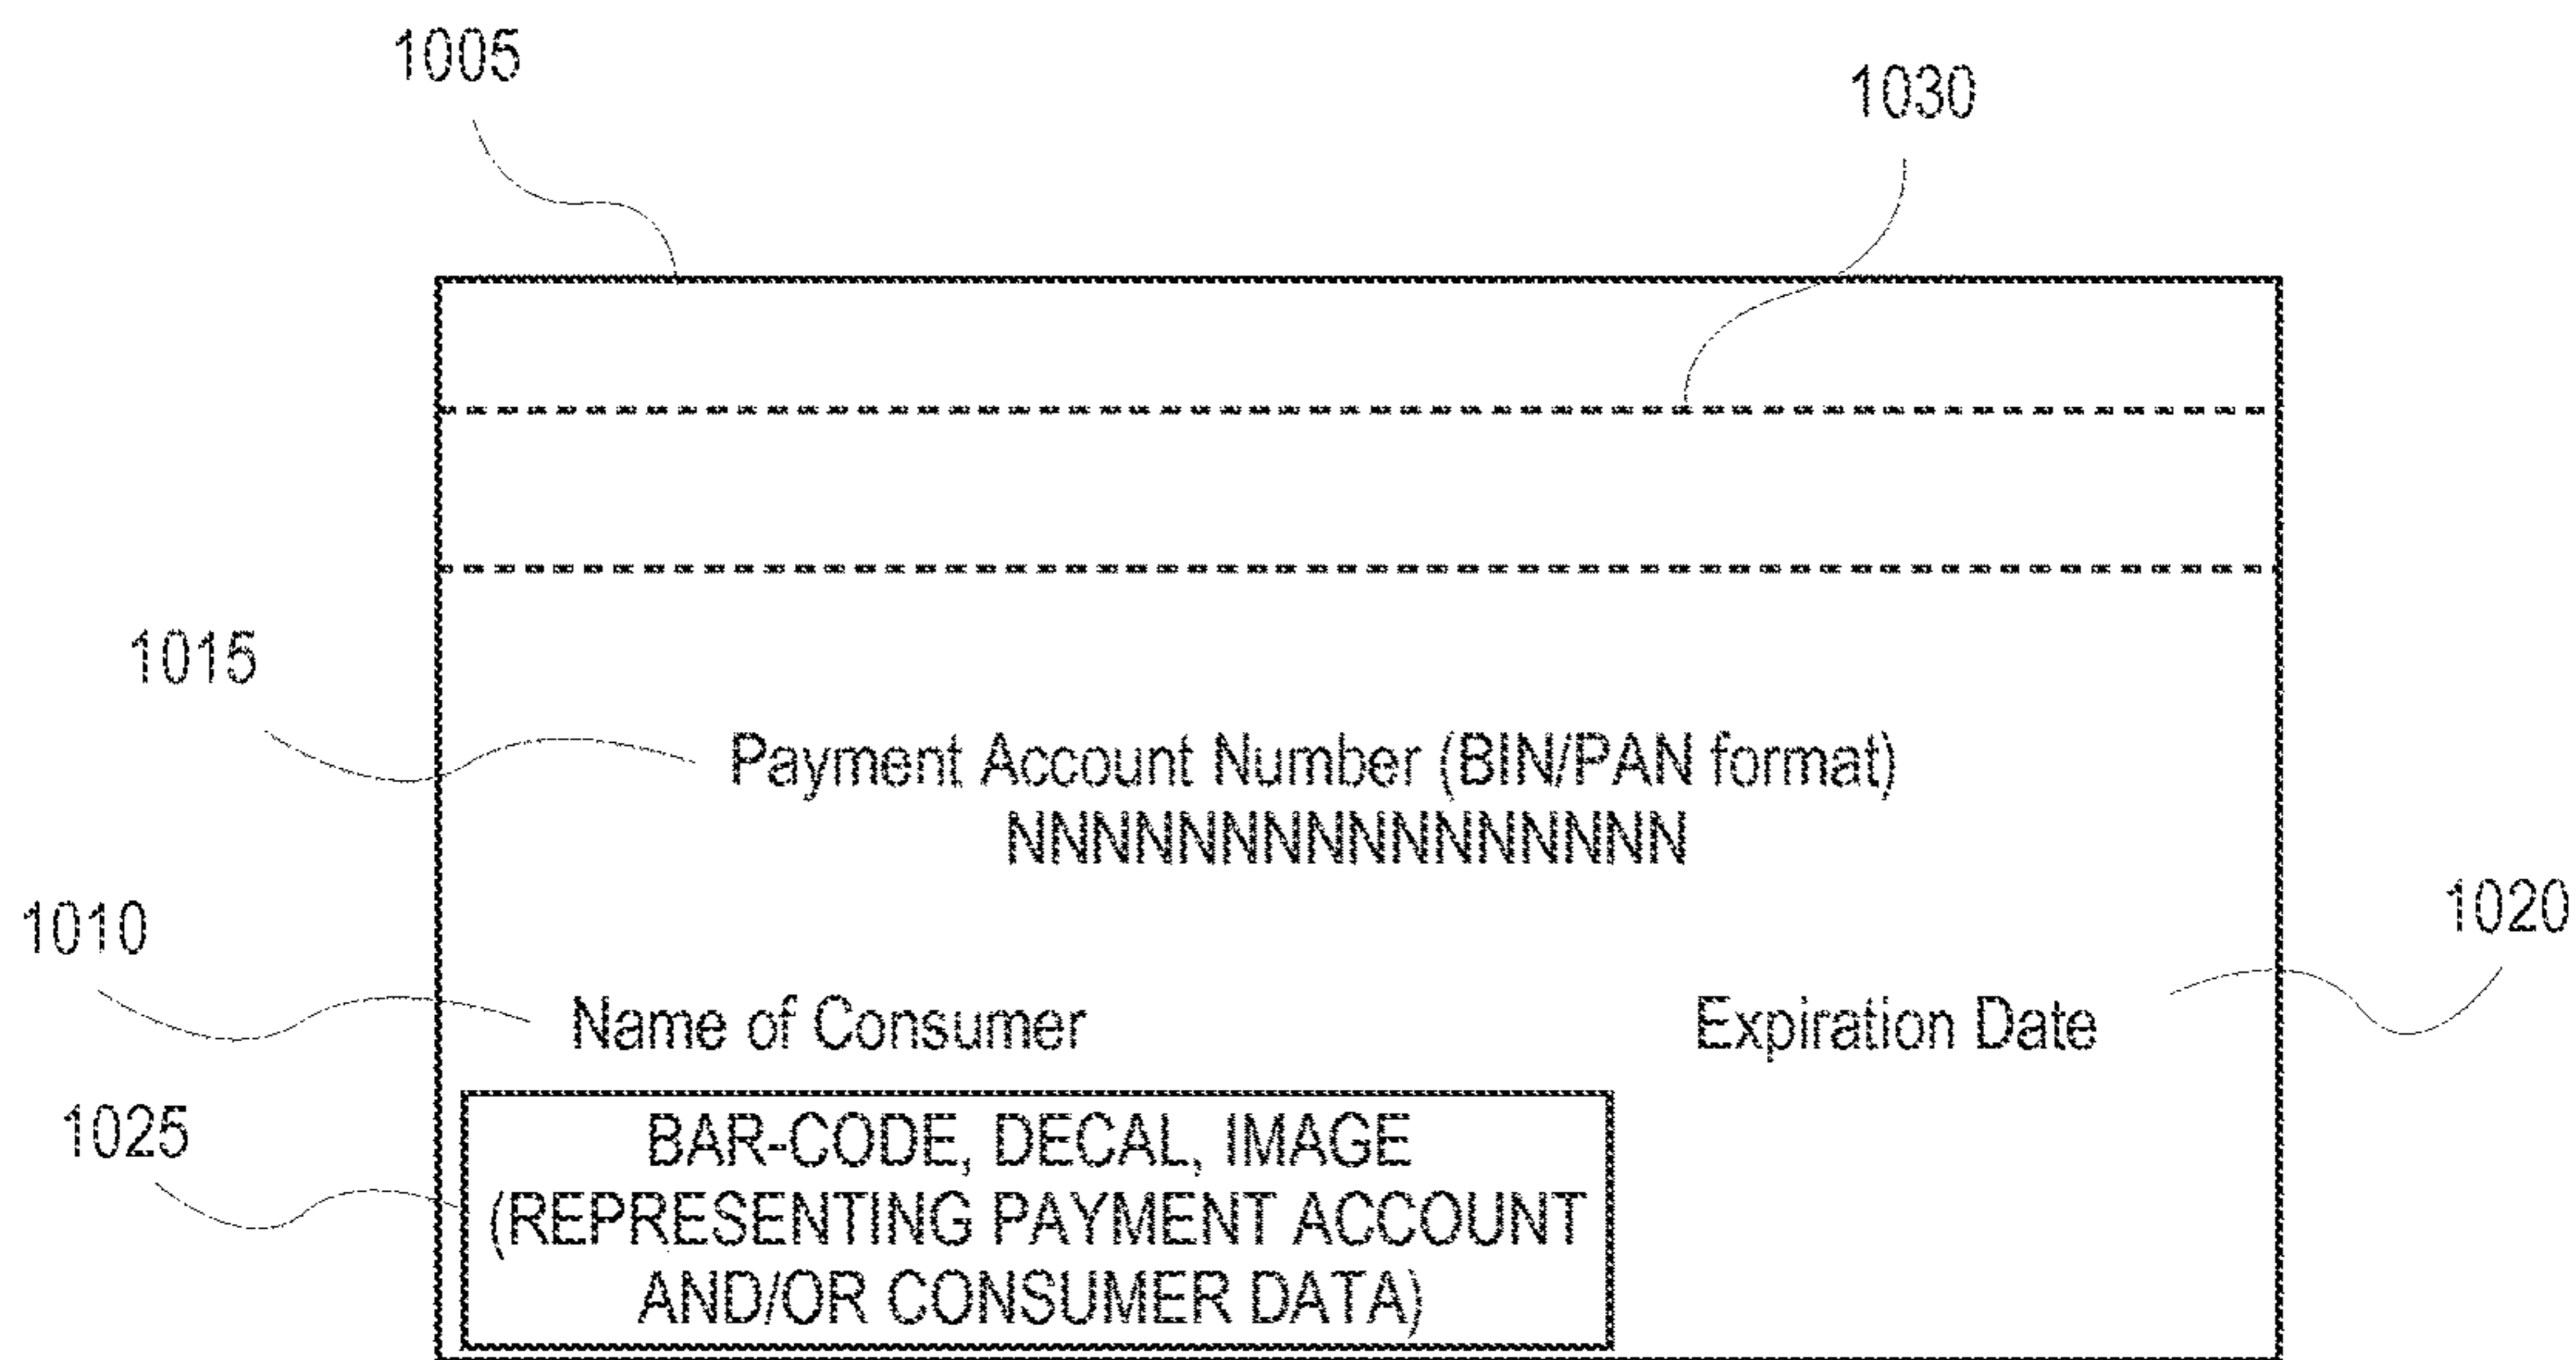 1005
1030
1015
Payment Account Number (BIN/PAN format)
NNNNNNNNNNNNNNNN
1010
1020
Name of Consumer
Expiration Date
1025
BAR-CODE, DECAL, IMAGE
(REPRESENTING PAYMENT ACCOUNT
AND/OR CONSUMER DATA)